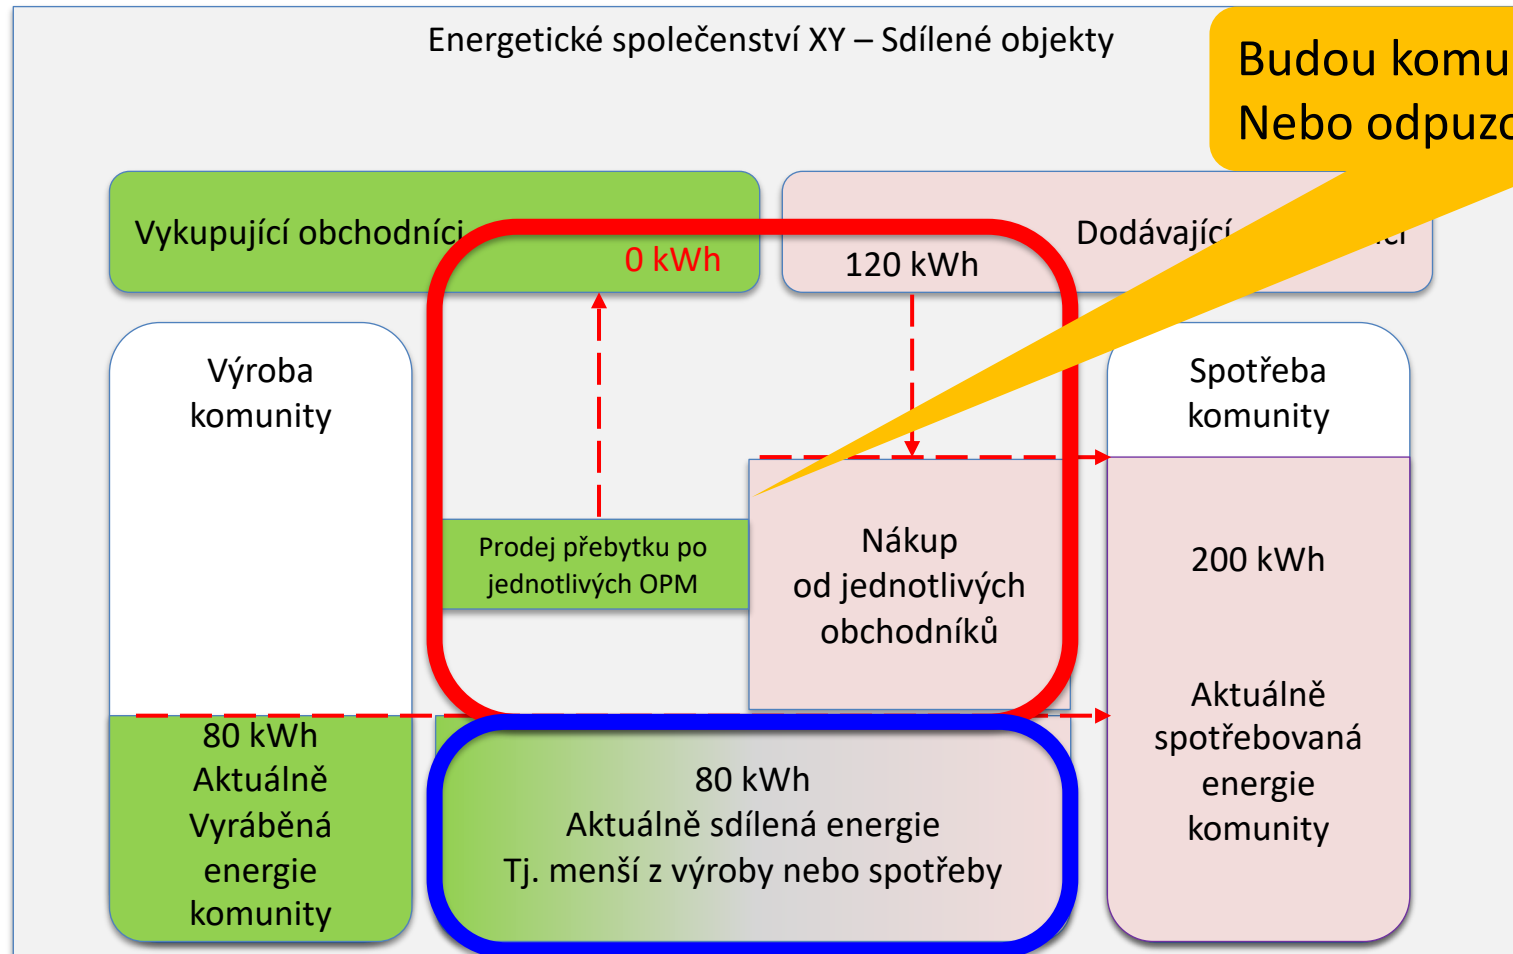 Energetické společenství XY – Sdílené objekty
Budou
Nebo
Vykupující obchodníci
0 kWh
Dodávající
120 kWh
Výroba
komunity
Spotřeba
komunity
Prodej přebytku po
jednotlivých OPM
Nákup
od jednotlivých
obchodníků
200 kWh
Aktuálně
spotřebovaná
energie
komunity
80 kWh
Aktuálně
Vyráběná
energie
komunity
80 kWh
Aktuálně sdílená energie
Tj. menší z výroby nebo spotřeby